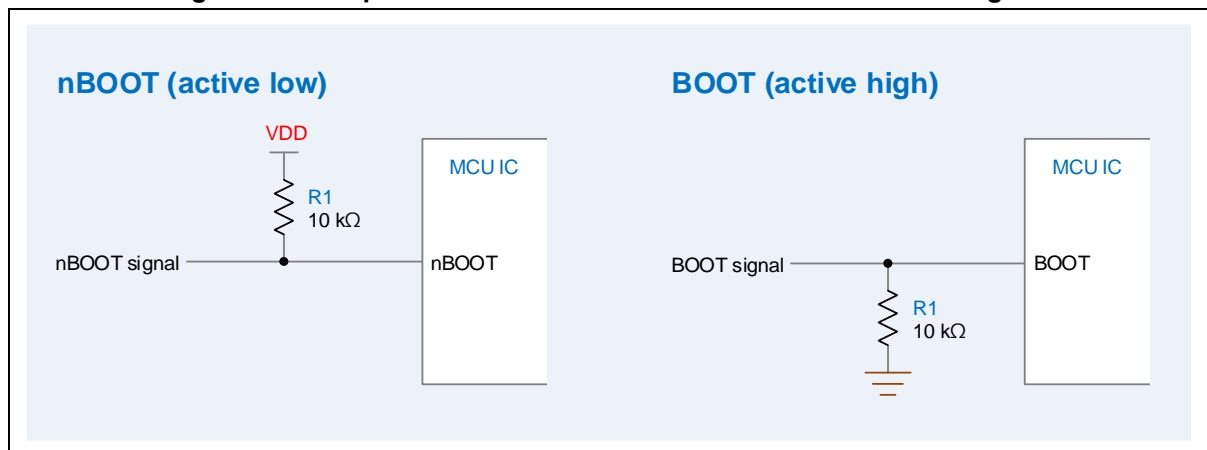 nBOOT (active low)
VDD
MCU IC
R1
10 kΩ
nBOOT signal
nBOOT
BOOT (active high)
MCU IC
BOOT signal
BOOT
R1
10 kΩ